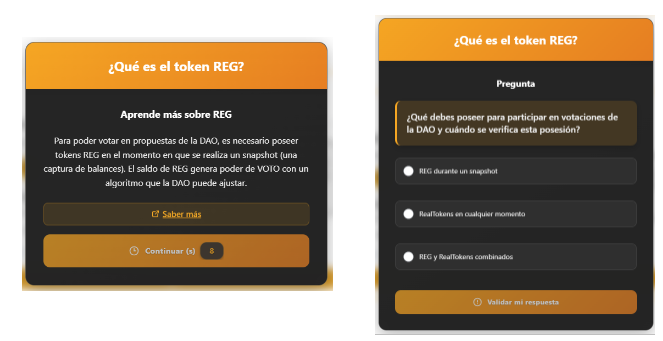 ¿Qué es el token REG?
Aprende más sobre REG
Para poder votar en propuestas de la DAO, es necesario poseer
tokens REG en el momento en que se realiza un snapshot (una
captura de balances). El saldo de REG genera poder de VOTO con un
algoritmo que la DAO puede ajustar.
Saber más
Continuar (s) 8
¿Qué es el token REG?
Pregunta
¿Qué debes poseer para participar en votaciones de
la DAO y cuándo se verifica esta posesión?
REG durante un snapshot
RealTokens en cualquier momento
REG y RealTokens combinados
Validar mi respuesta